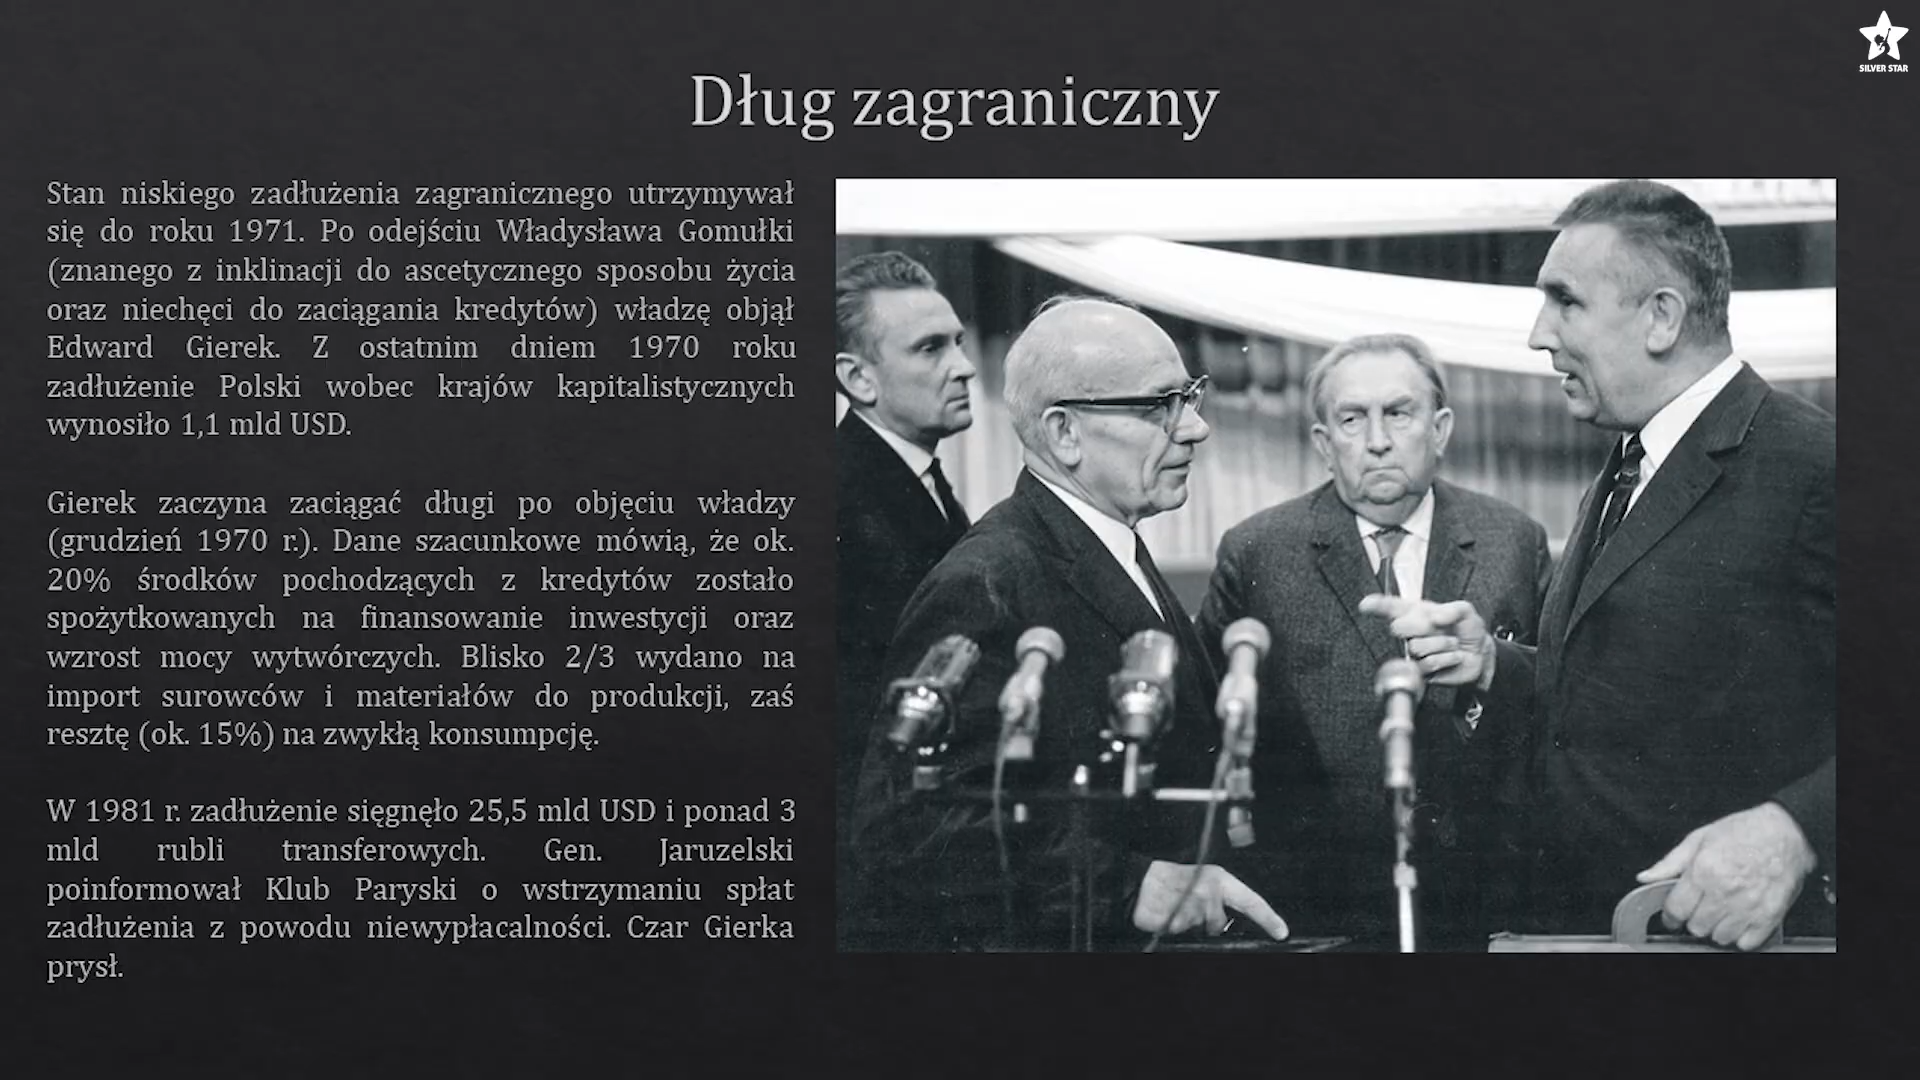 SILVER STAR
Dług zagraniczny
Stan niskiego zadłużenia zagranicznego utrzymywał
się do roku 1971. Po odejściu Władysława Gomułki
(znanego z inklinacji do ascetycznego sposobu życia
oraz niechęci do zaciągania kredytów) władzę objął
Edward Gierek. Z ostatnim dniem 1970 roku
zadłużenie Polski wobec krajów kapitalistycznych
wynosiło 1,1 mld USD.
Gierek zaczyna zaciągać długi po objęciu władzy
(grudzień 1970 r.). Dane szacunkowe mówią, że ok.
20% środków pochodzących z kredytów zostało
spożytkowanych na finansowanie inwestycji oraz
wzrost mocy wytwórczych. Blisko 2/3 wydano na
import surowców i materiałów do produkcji, zaś
resztę (ok. 15%) na zwykłą konsumpcję.
W 1981 r. zadłużenie sięgnęło 25,5 mld USD i ponad 3
mld rubli transferowych. Gen. Jaruzelski
poinformował Klub Paryski o wstrzymaniu spłat
zadłużenia z powodu niewypłacalności. Czar Gierka
prysł.